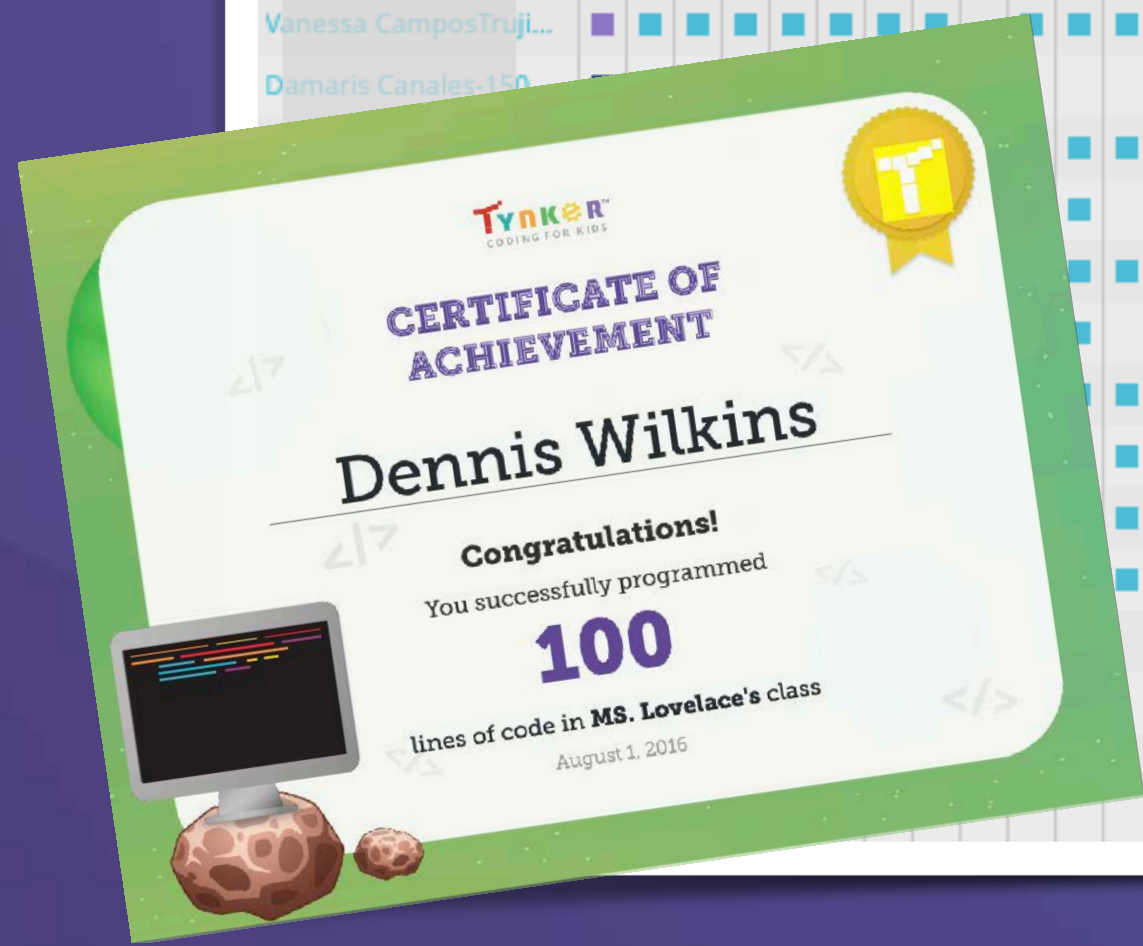 Vanessa CamposTruji...
Damaris Canales-150
TYNKER™
CODING FOR KIDS
CERTIFICATE OF
ACHIEVEMENT
Dennis Wilkins
Congratulations!
You successfully programmed
100
lines of code in MS. Lovelace's class
August 1, 2016